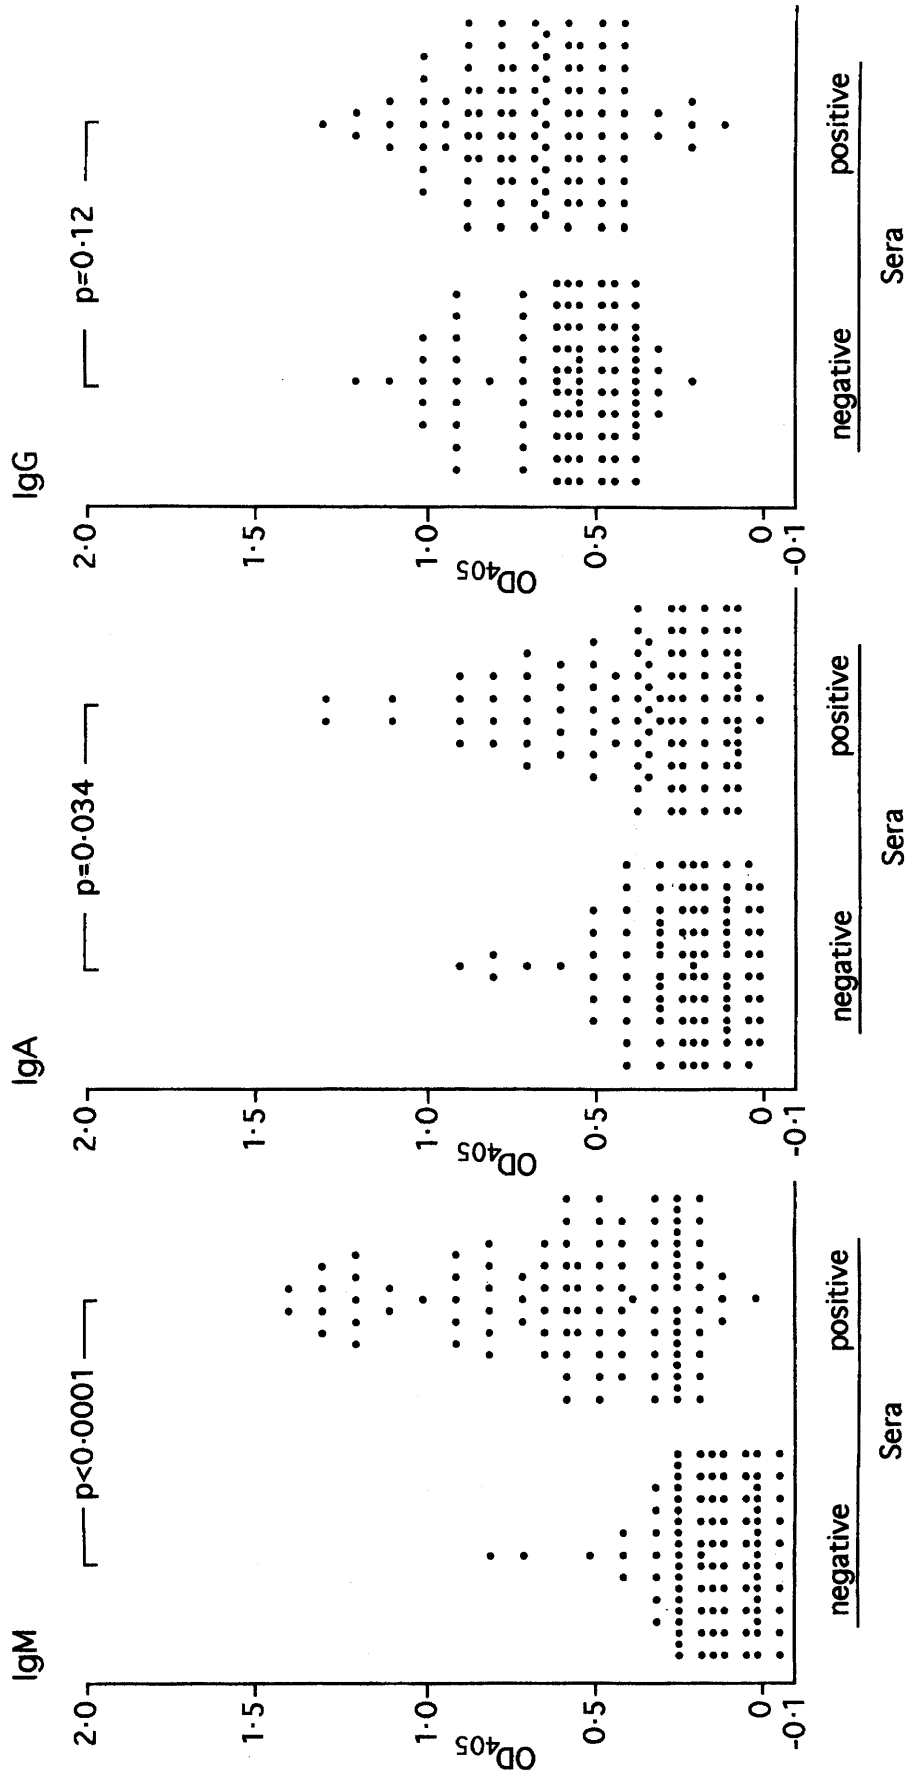 IgM
p<0·0001
2·0
1·5
1·0
0·5
0
-0·1
OD405
negative
positive
Sera
IgA
p=0·034
2·0
1·5
1·0
0·5
0
-0·1
OD405
negative
positive
Sera
IgG
p=0·12
2·0
1·5
1·0
0·5
0
-0·1
OD405
negative
positive
Sera